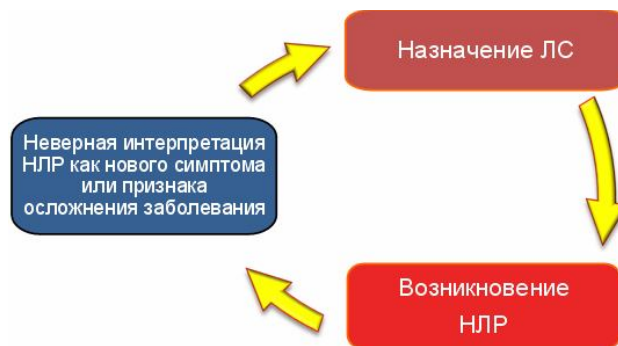 Назначение ЛС
Неверная интерпретация
НЛР как нового симптома
или признака
осложнения заболевания
Возникновение
НЛР